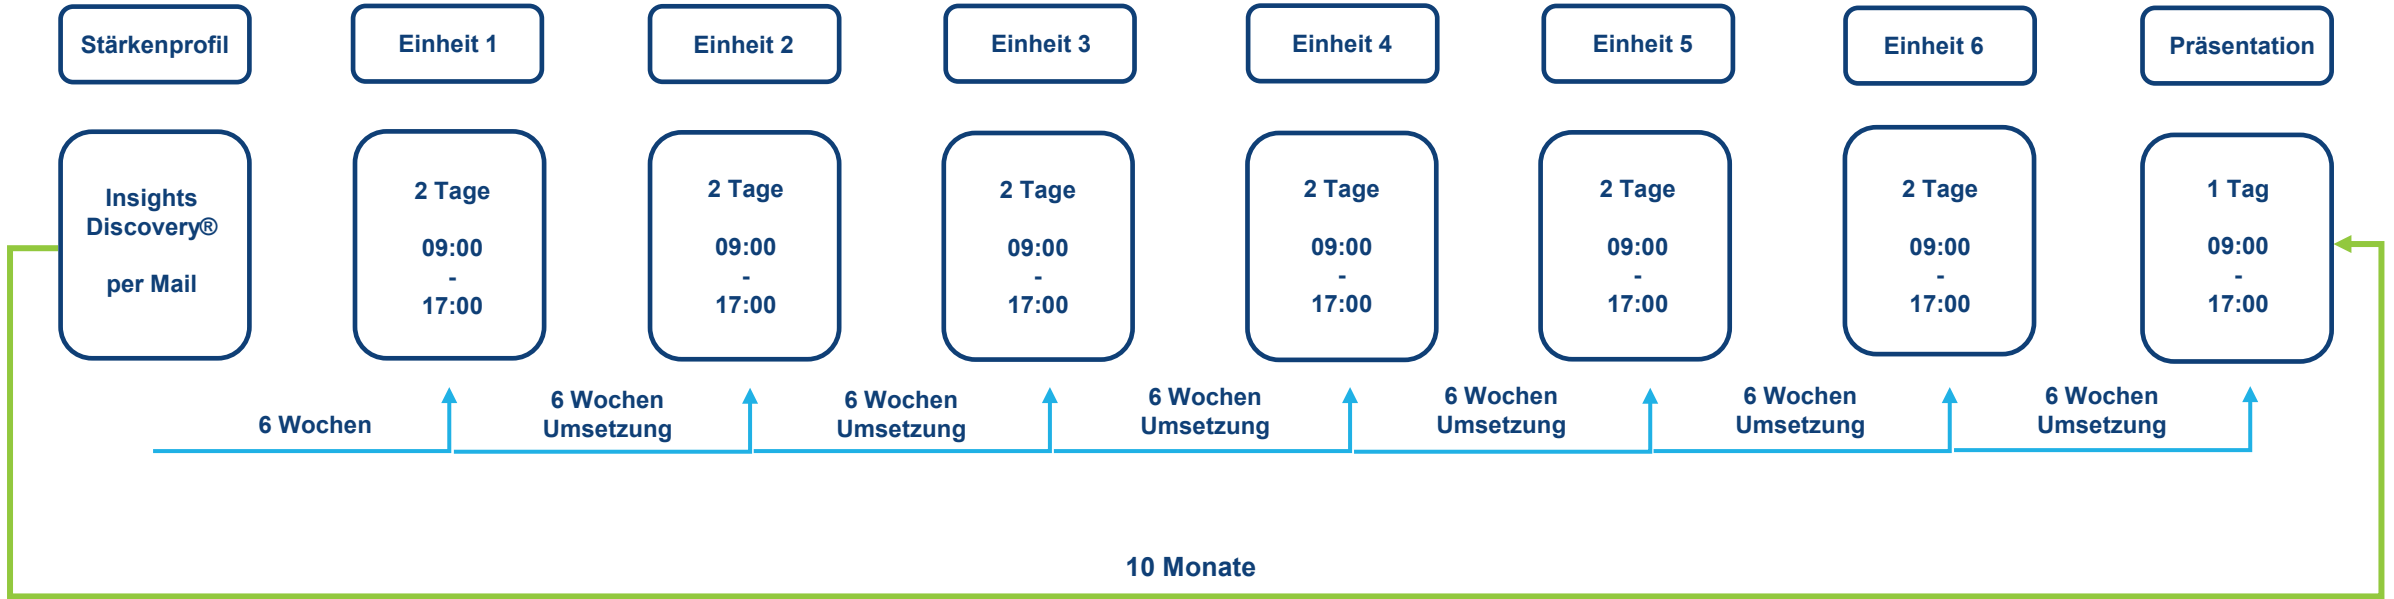 Stärkenprofil
Einheit 1
Einheit 2
Einheit 3
Einheit 4
Einheit 5
Einheit 6
Präsentation
Insights
Discovery®
per Mail
2 Tage
09:00
-
17:00
2 Tage
09:00
-
17:00
2 Tage
09:00
-
17:00
2 Tage
09:00
-
17:00
2 Tage
09:00
-
17:00
2 Tage
09:00
-
17:00
1 Tag
09:00
-
17:00
6 Wochen
6 Wochen
Umsetzung
6 Wochen
Umsetzung
6 Wochen
Umsetzung
6 Wochen
Umsetzung
6 Wochen
Umsetzung
6 Wochen
Umsetzung
10 Monate